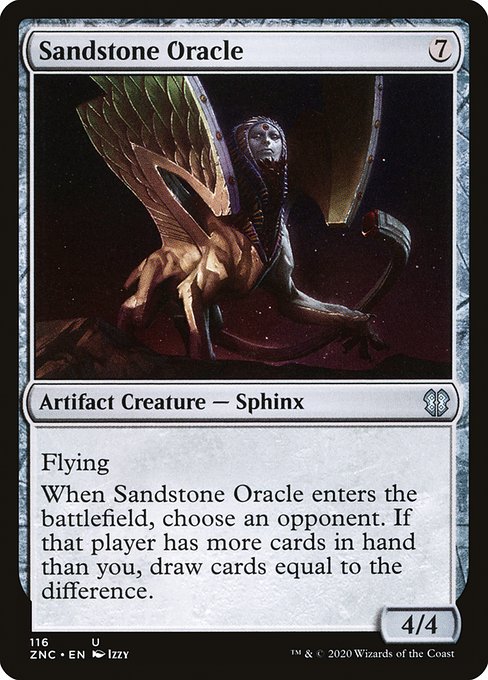 Sandstone Oracle 7
Artifact Creature — Sphinx
Flying
When Sandstone Oracle enters the
battlefield, choose an opponent. If
that player has more cards in hand
than you, draw cards equal to the
difference.
4/4
116 U
ZNC • EN Izzy
™ & © 2020 Wizards of the Coast